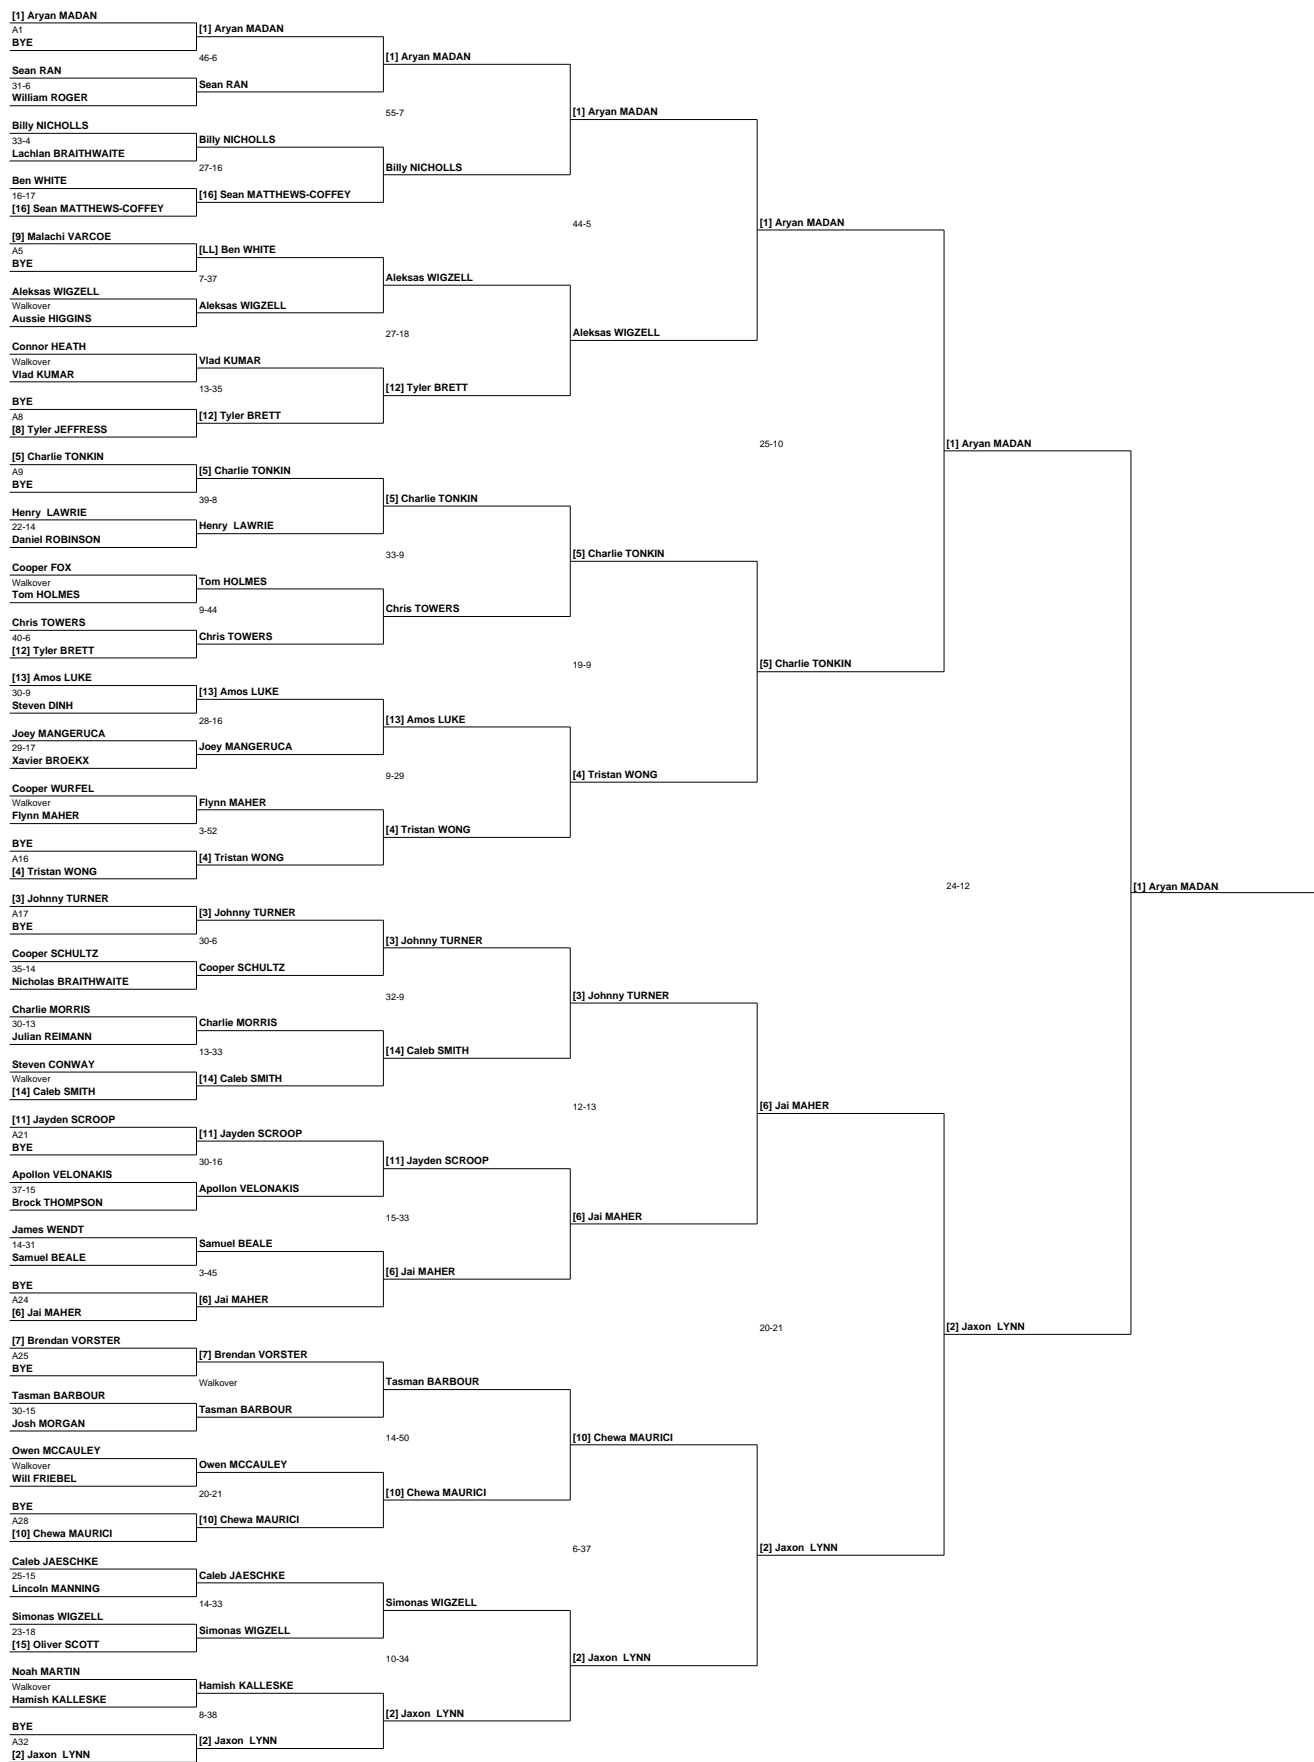 [1] Aryan MADAN
A1
BYE
Sean RAN
31-6
William ROGER
Billy NICHOLLS
33-4
Lachlan BRAITHWAITE
Ben WHITE
16-17
[16] Sean MATTHEWS-COFFEY
[9] Malachi VARCOE
A5
BYE
Aleksas WIGZELL
Walkover
Aussie HIGGINS
Connor HEATH
Walkover
Vlad KUMAR
BYE
A8
[8] Tyler JEFFRESS
[5] Charlie TONKIN
A9
BYE
Henry  LAWRIE
22-14
Daniel ROBINSON
Cooper FOX
Walkover
Tom HOLMES
Chris TOWERS
40-6
[12] Tyler BRETT
[13] Amos LUKE
30-9
Steven DINH
Joey MANGERUCA
29-17
Xavier BROEKX
Cooper WURFEL
Walkover
Flynn MAHER
BYE
A16
[4] Tristan WONG
[3] Johnny TURNER
A17
BYE
Cooper SCHULTZ
35-14
Nicholas BRAITHWAITE
Charlie MORRIS
30-13
Julian REIMANN
Steven CONWAY
Walkover
[14] Caleb SMITH
[11] Jayden SCROOP
A21
BYE
Apollon VELONAKIS
37-15
Brock THOMPSON
James WENDT
14-31
Samuel BEALE
BYE
A24
[6] Jai MAHER
[7] Brendan VORSTER
A25
BYE
Tasman BARBOUR
30-15
Josh MORGAN
Owen MCCAULEY
Walkover
Will FRIEBEL
BYE
A28
[10] Chewa MAURICI
Caleb JAESCHKE
25-15
Lincoln MANNING
Simonas WIGZELL
23-18
[15] Oliver SCOTT
Noah MARTIN
Walkover
Hamish KALLESKE
BYE
A32
[2] Jaxon  LYNN
[1] Aryan MADAN
46-6
Sean RAN
Billy NICHOLLS
27-16
[16] Sean MATTHEWS-COFFEY
[LL] Ben WHITE
7-37
Aleksas WIGZELL
Vlad KUMAR
13-35
[12] Tyler BRETT
[5] Charlie TONKIN
39-8
Henry  LAWRIE
Tom HOLMES
9-44
Chris TOWERS
[13] Amos LUKE
28-16
Joey MANGERUCA
Flynn MAHER
3-52
[4] Tristan WONG
[3] Johnny TURNER
30-6
Cooper SCHULTZ
Charlie MORRIS
13-33
[14] Caleb SMITH
[11] Jayden SCROOP
30-16
Apollon VELONAKIS
Samuel BEALE
3-45
[6] Jai MAHER
[7] Brendan VORSTER
Walkover
Tasman BARBOUR
Owen MCCAULEY
20-21
[10] Chewa MAURICI
Caleb JAESCHKE
14-33
Simonas WIGZELL
Hamish KALLESKE
8-38
[2] Jaxon  LYNN
[1] Aryan MADAN
55-7
Billy NICHOLLS
Aleksas WIGZELL
27-18
[12] Tyler BRETT
[5] Charlie TONKIN
33-9
Chris TOWERS
[13] Amos LUKE
9-29
[4] Tristan WONG
[3] Johnny TURNER
32-9
[14] Caleb SMITH
[11] Jayden SCROOP
15-33
[6] Jai MAHER
Tasman BARBOUR
14-50
[10] Chewa MAURICI
Simonas WIGZELL
10-34
[2] Jaxon  LYNN
[1] Aryan MADAN
44-5
Aleksas WIGZELL
[5] Charlie TONKIN
19-9
[4] Tristan WONG
[3] Johnny TURNER
12-13
[6] Jai MAHER
[10] Chewa MAURICI
6-37
[2] Jaxon  LYNN
[1] Aryan MADAN
25-10
[5] Charlie TONKIN
[6] Jai MAHER
20-21
[2] Jaxon  LYNN
[1] Aryan MADAN
24-12
[2] Jaxon  LYNN
[1] Aryan MADAN